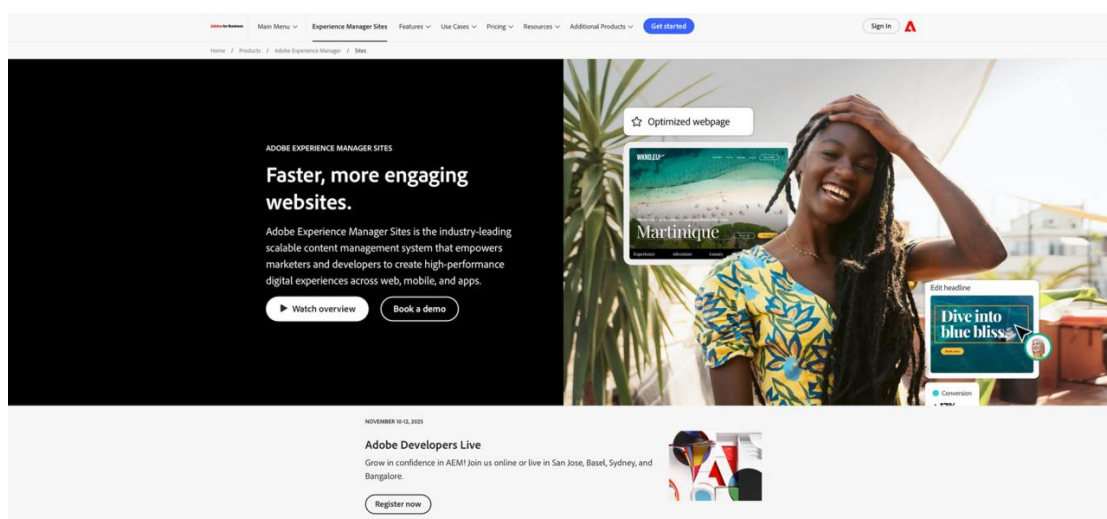 Adobe for Business
Main Menu
Experience Manager Sites
Features
Use Cases
Pricing
Resources
Additional Products
Get started
Sign In
Home / Products / Adobe Experience Manager / Sites
ADOBE EXPERIENCE MANAGER SITES
Faster, more engaging
websites.
Adobe Experience Manager Sites is the industry-leading
scalable content management system that empowers
marketers and developers to create high-performance
digital experiences across web, mobile, and apps.
Watch overview
Book a demo
Optimized webpage
Martinique
Experience
Adventure
Luxury
Edit headline
Dive into
blue bliss
Conversion
NOVEMBER 10-12, 2025
Adobe Developers Live
Grow in confidence in AEM! Join us online or live in San Jose, Basel, Sydney, and
Bangalore.
Register now